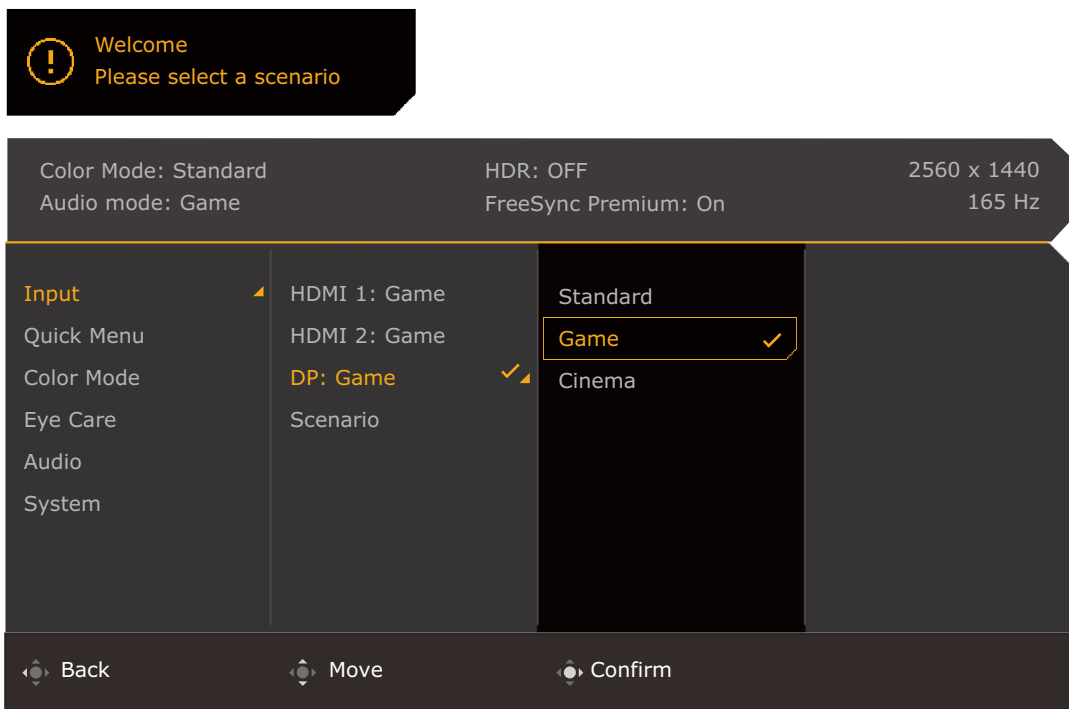 Welcome
Please select a scenario
Color Mode: Standard
HDR: OFF
2560 x 1440
Audio mode: Game
FreeSync Premium: On
165 Hz
Input
Quick Menu
Color Mode
Eye Care
Audio
System
HDMI 1: Game
HDMI 2: Game
DP: Game
Scenario
Standard
Game
Cinema
Back
Move
Confirm